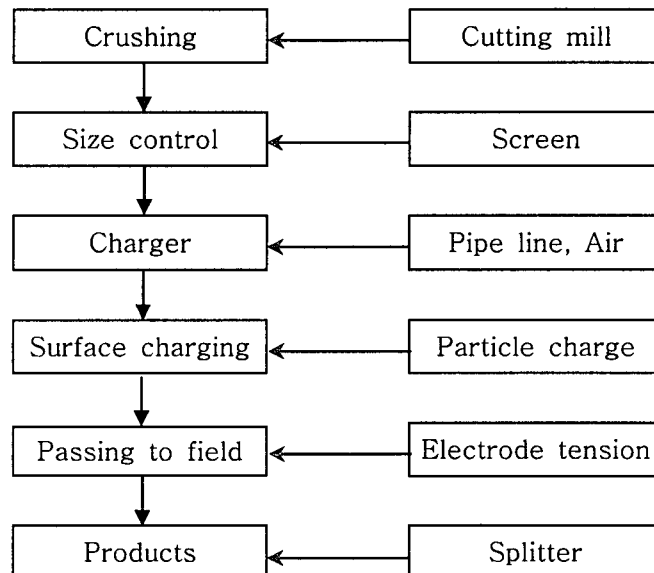 Crushing
Cutting mill
Size control
Screen
Charger
Pipe line, Air
Surface charging
Particle charge
Passing to field
Electrode tension
Products
Splitter